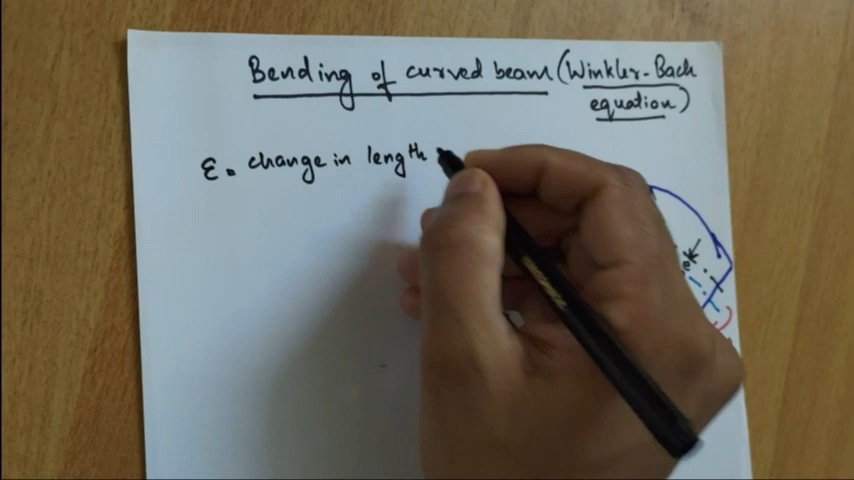 Bending of curved beam (Winkler-Bach
equation)
ε = change in length
e*